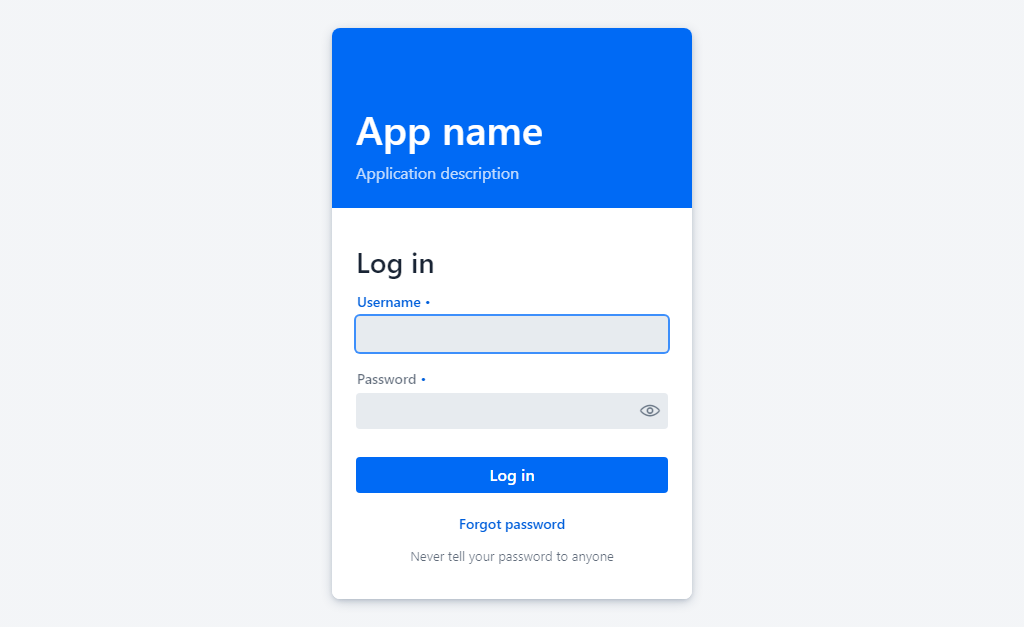 App name
Application description
Log in
Username •
Password •
Log in
Forgot password
Never tell your password to anyone